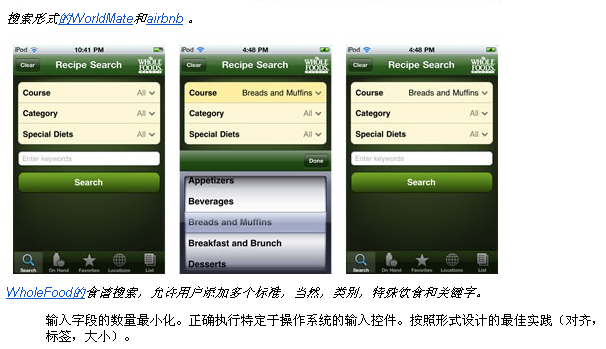 搜索形式的WorldMate和airbnb 。
iPod 10:41 PM
Clear Recipe Search WHOLE FOODS
Course All
Category All
Special Diets All
Enter keywords
Search
Search On Hand Favorites Locations List
iPod 4:48 PM
Clear Recipe Search WHOLE FOODS
Course Breads and Muffins
Category All
Special Diets All
Done
Appetizers
Beverages
Breads and Muffins
Breakfast and Brunch
Desserts
iPod 4:48 PM
Clear Recipe Search WHOLE FOODS
Course Breads and Muffins
Category All
Special Diets All
Enter keywords
Search
Search On Hand Favorites Locations List
WholeFood的食谱搜索，允许用户添加多个标准，当然，类别，特殊饮食和关键字。
输入字段的数量最小化。正确执行特定于操作系统的输入控件。按照形式设计的最佳实践（对齐，
标签，大小）。